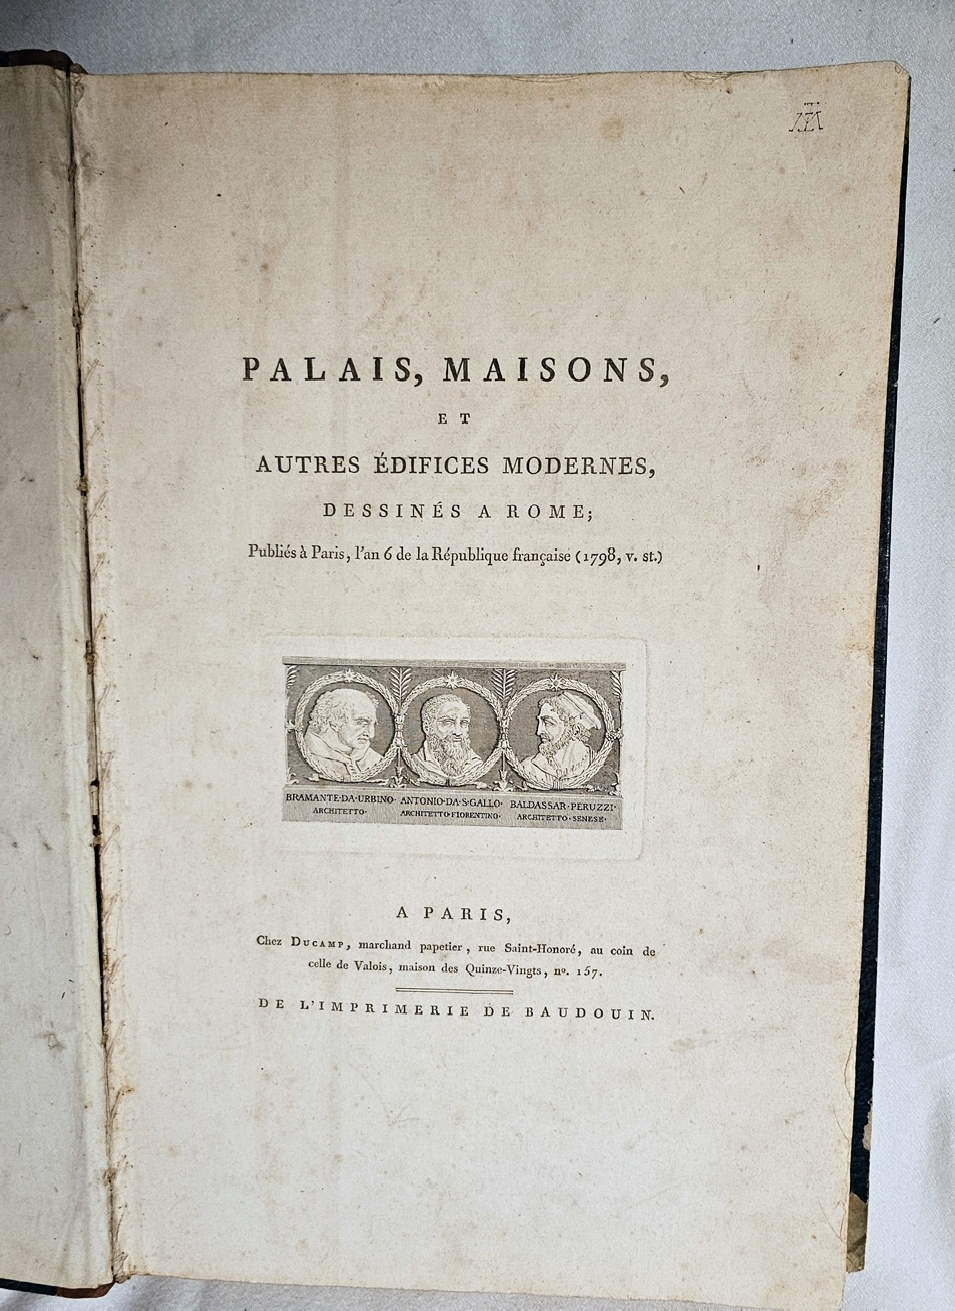 PALAIS, MAISONS,
ET
AUTRES ÉDIFICES MODERNES,
DESSINÉS A ROME;
Publiés à Paris, l'an 6 de la République française (1798, v. st.)
BRAMANTE·DA·URBINO· ANTONIO·DA·S·GALLO· BALDASSAR·PERUZZI·
ARCHITETTO· ARCHITETTO·FIORENTINO· ARCHITETTO·SENESE·
A PARIS,
Chez DUCAMP, marchand papetier, rue Saint-Honoré, au coin de
celle de Valois, maison des Quinze-Vingts, nº. 157.
DE L'IMPRIMERIE DE BAUDOUIN.